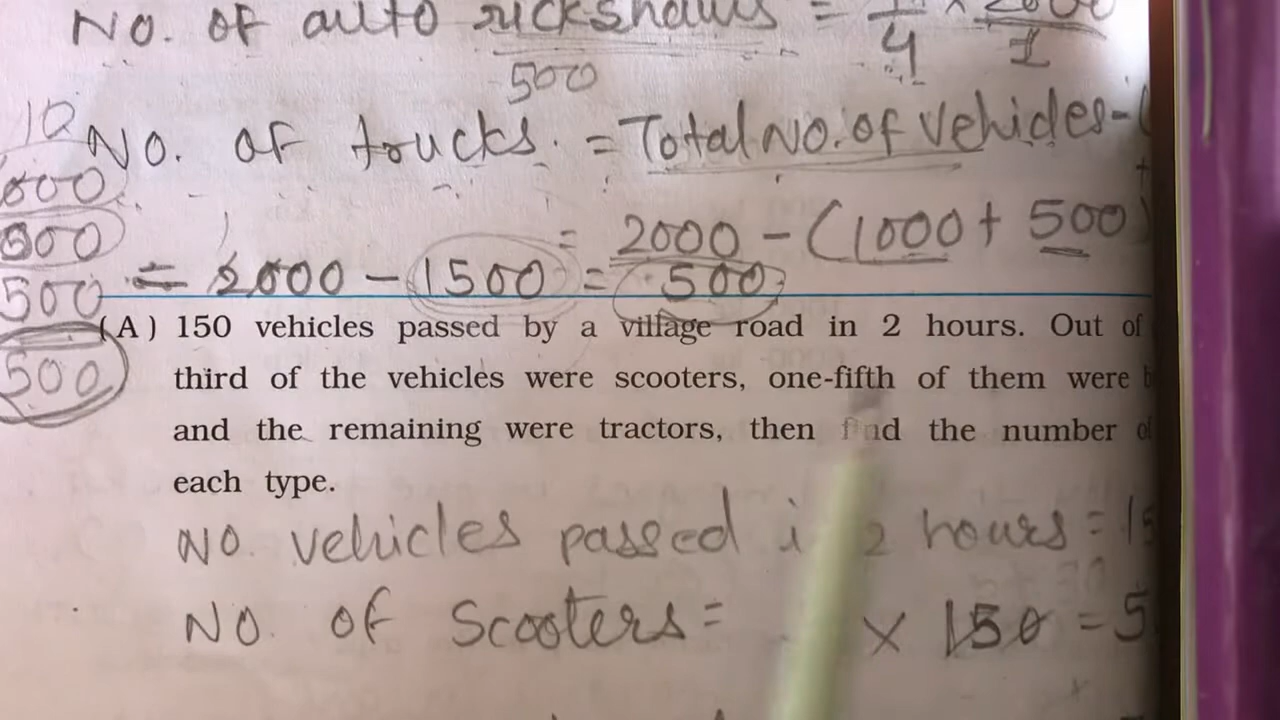 No. of auto rickshaws = 1/4 × 2000/1
500
10 No. of trucks. = Total No. of Vehicles-(
000
= 2000 - (1000 + 500)
000
= 2000 - 1500 = 500
500
(A) 150 vehicles passed by a village road in 2 hours. Out of
500 third of the vehicles were scooters, one-fifth of them were
and the remaining were tractors, then find the number of
each type.
No. vehicles passed i 2 hours = 15
No. of Scooters = × 150 = 5